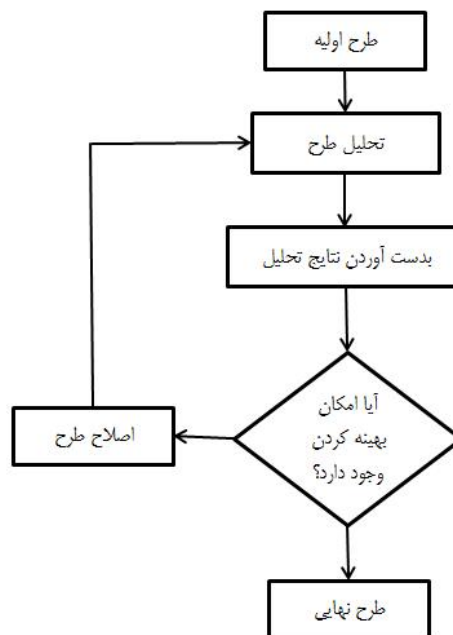 طرح اولیه
تحلیل طرح
بدست آوردن نتایج تحلیل
آیا امکان
بهینه کردن
وجود دارد؟
اصلاح طرح
طرح نهایی